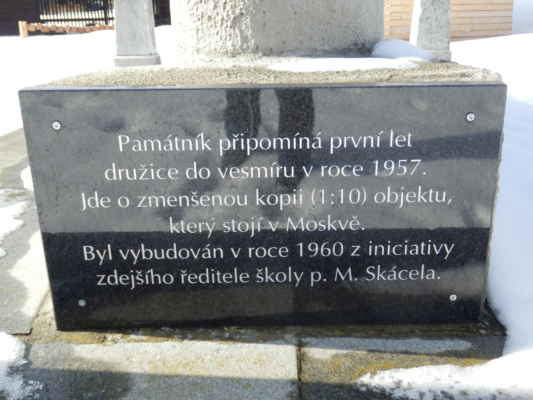 Památník připomíná první let
družice do vesmíru v roce 1957.
Jde o zmenšenou kopii (1:10) objektu,
který stojí v Moskvě.
Byl vybudován v roce 1960 z iniciativy
zdejšího ředitele školy p. M. Skácela.